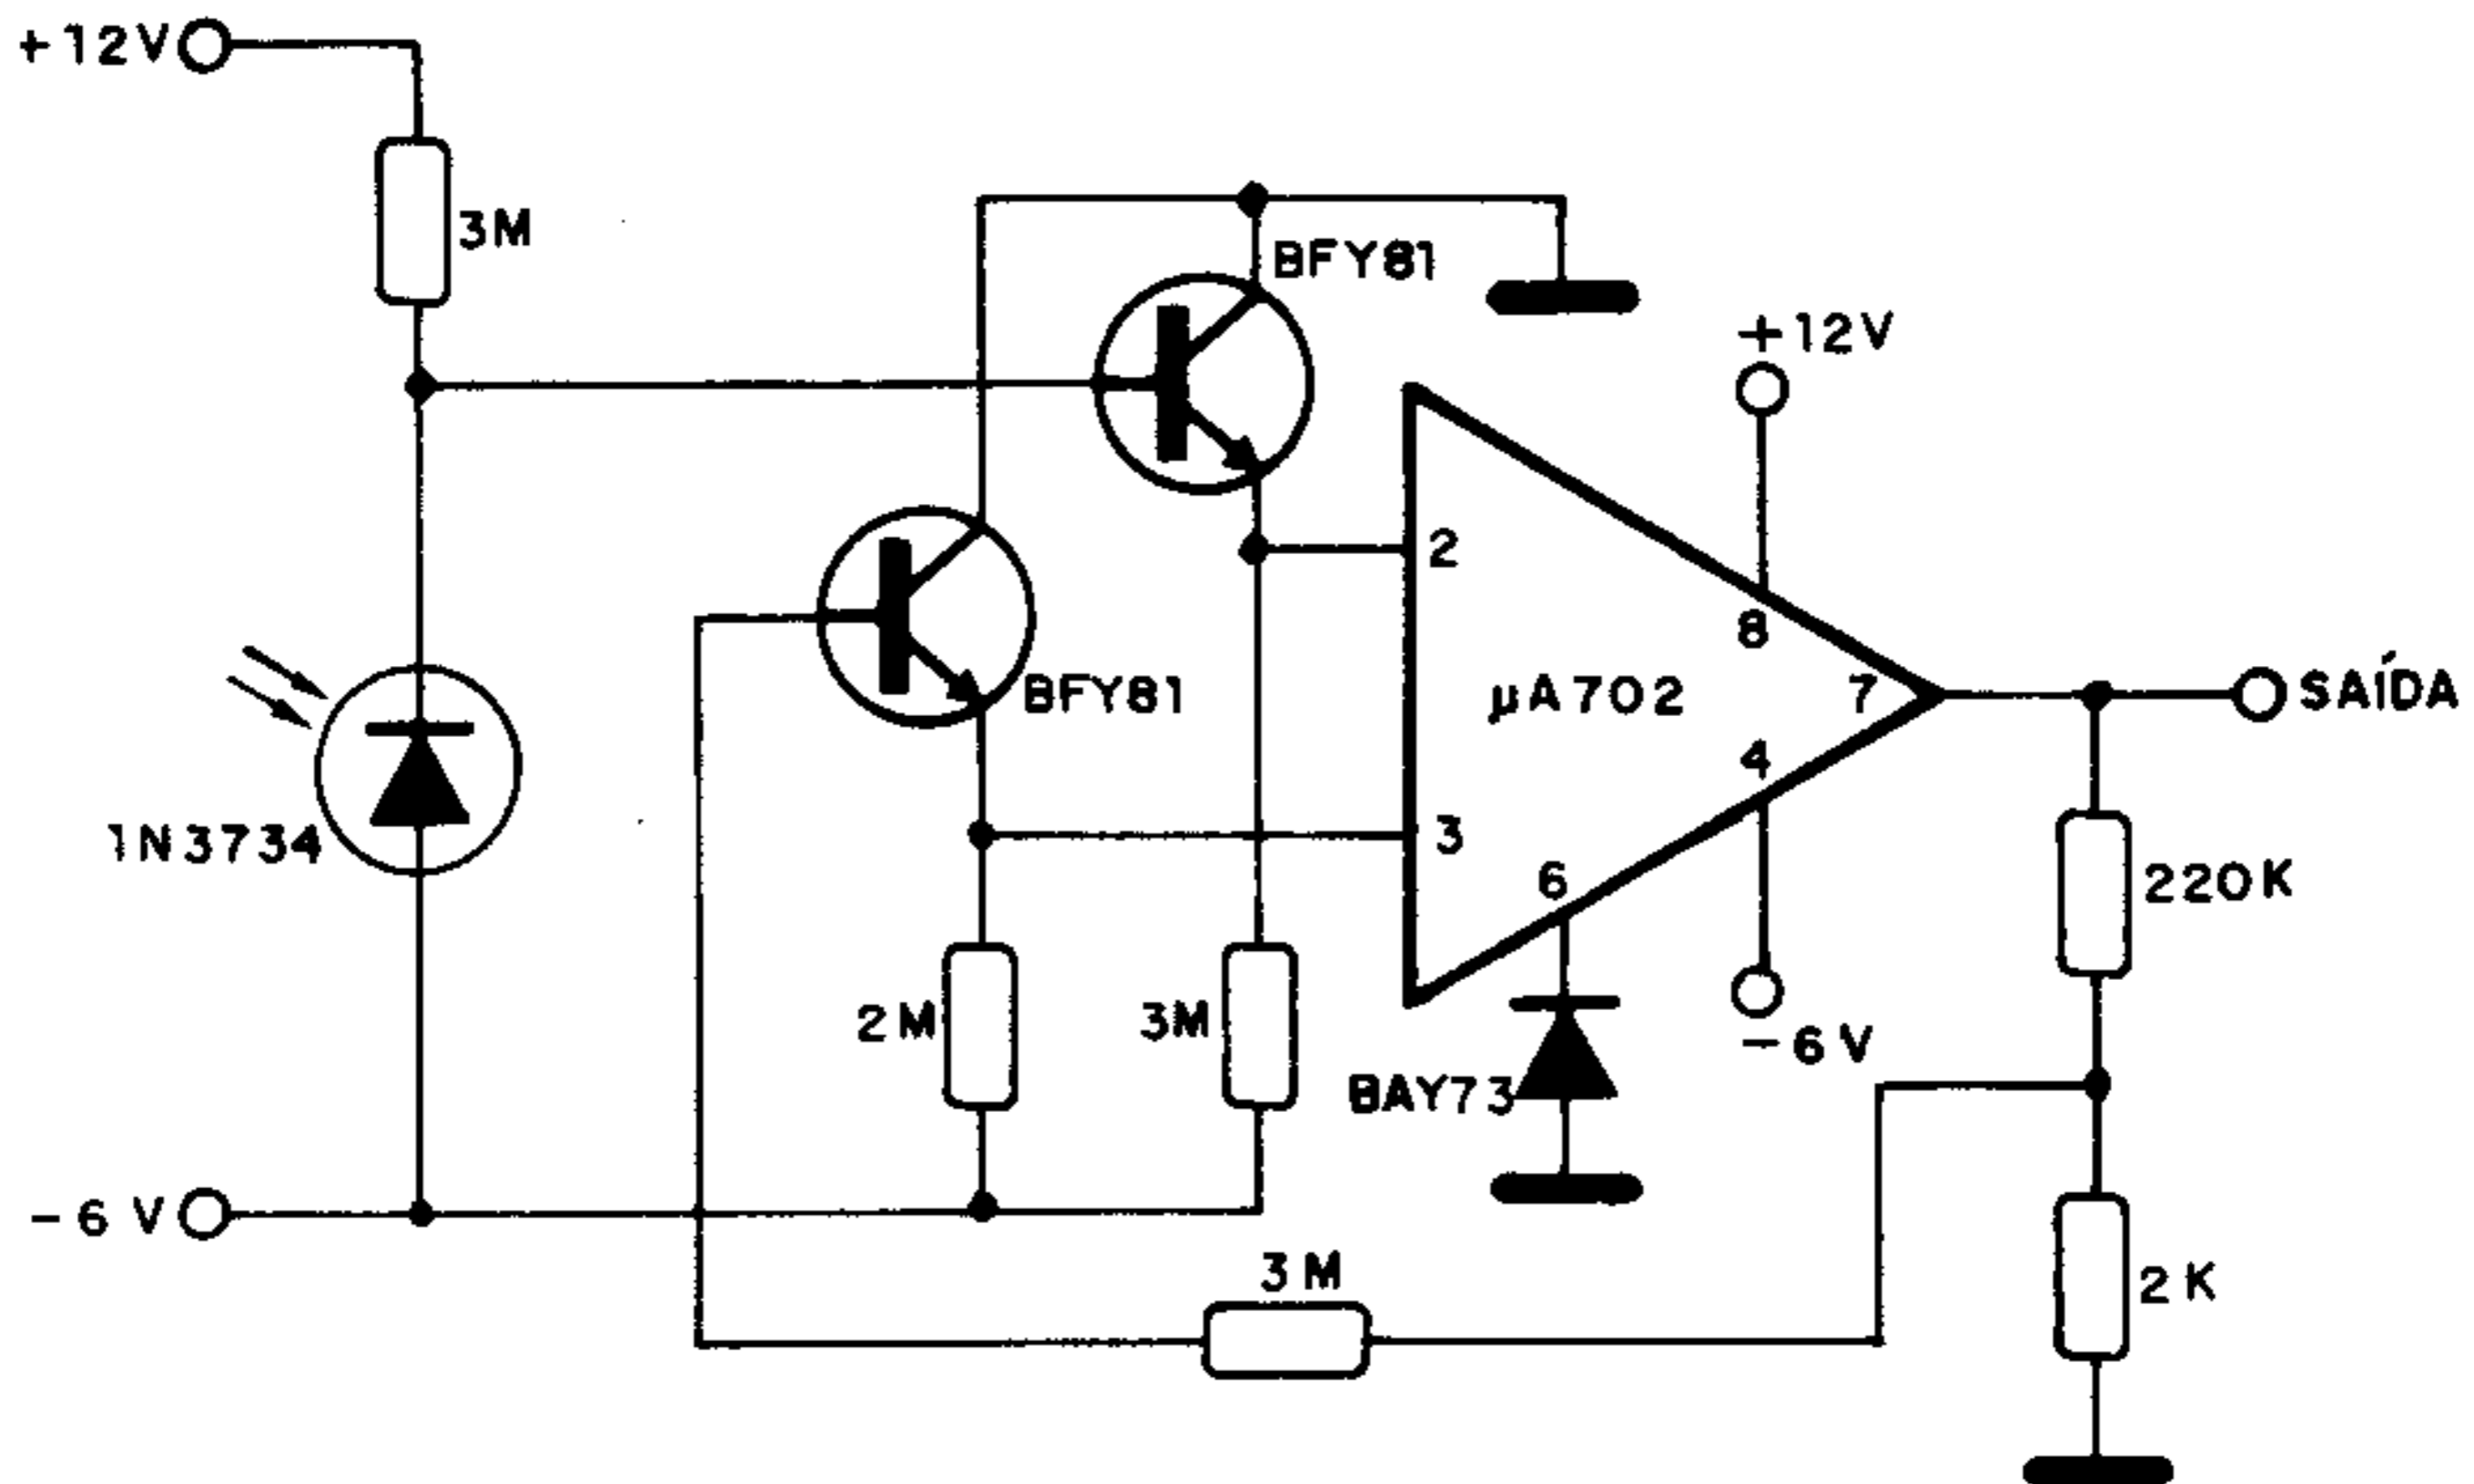 +12V
3M
BFY81
+12V
2
8
BFY81
µA702
7
SAÍDA
4
1N3734
3
6
220K
2M
3M
-6V
BAY73
-6V
3M
2K